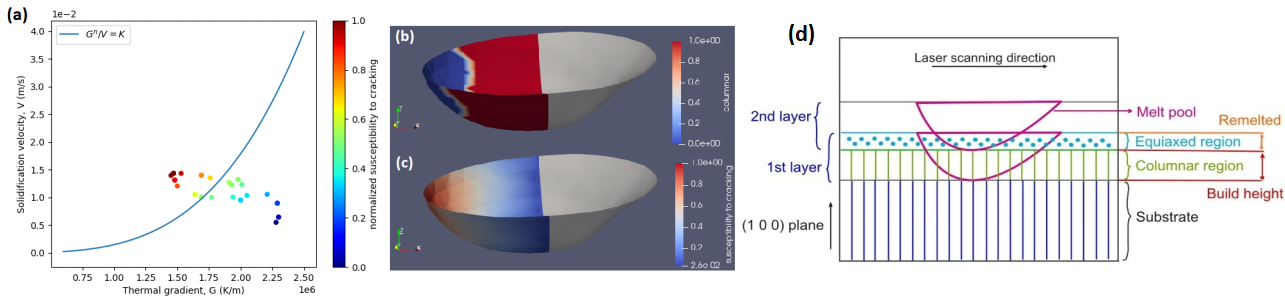 (a)
1e−2
4.0
3.5
3.0
2.5
2.0
1.5
1.0
0.5
0.0
Solidification velocity, V (m/s)
Gⁿ/V = K
0.75 1.00 1.25 1.50 1.75 2.00 2.25 2.50
1e6
Thermal gradient, G (K/m)
1.0
0.8
0.6
0.4
0.2
0.0
normalized susceptibility to cracking
(b)
1.0e+00
0.8
0.6
0.4
0.2
0.0e+00
columnar
Z
X
(c)
1.0e+00
0.8
0.6
0.4
0.2
2.6e 02
susceptibility to cracking
Z
X
(d)
Laser scanning direction
2nd layer
Melt pool
Remelted
Equiaxed region
1st layer
Columnar region
Build height
(1 0 0) plane
Substrate